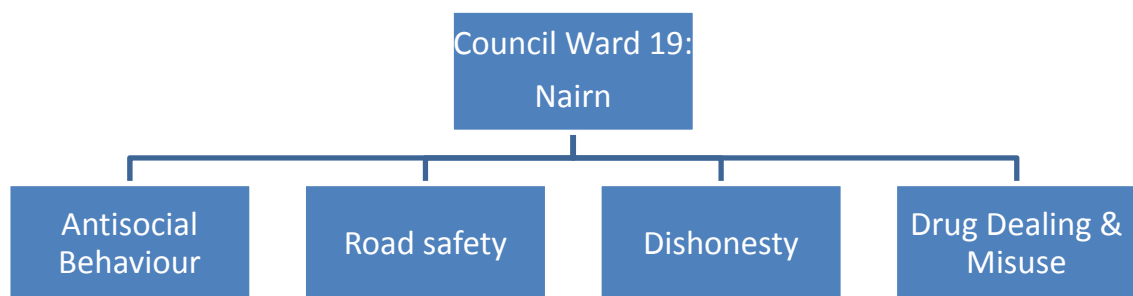 Council Ward 19:
Nairn
Antisocial
Behaviour
Road safety
Dishonesty
Drug Dealing &
Misuse